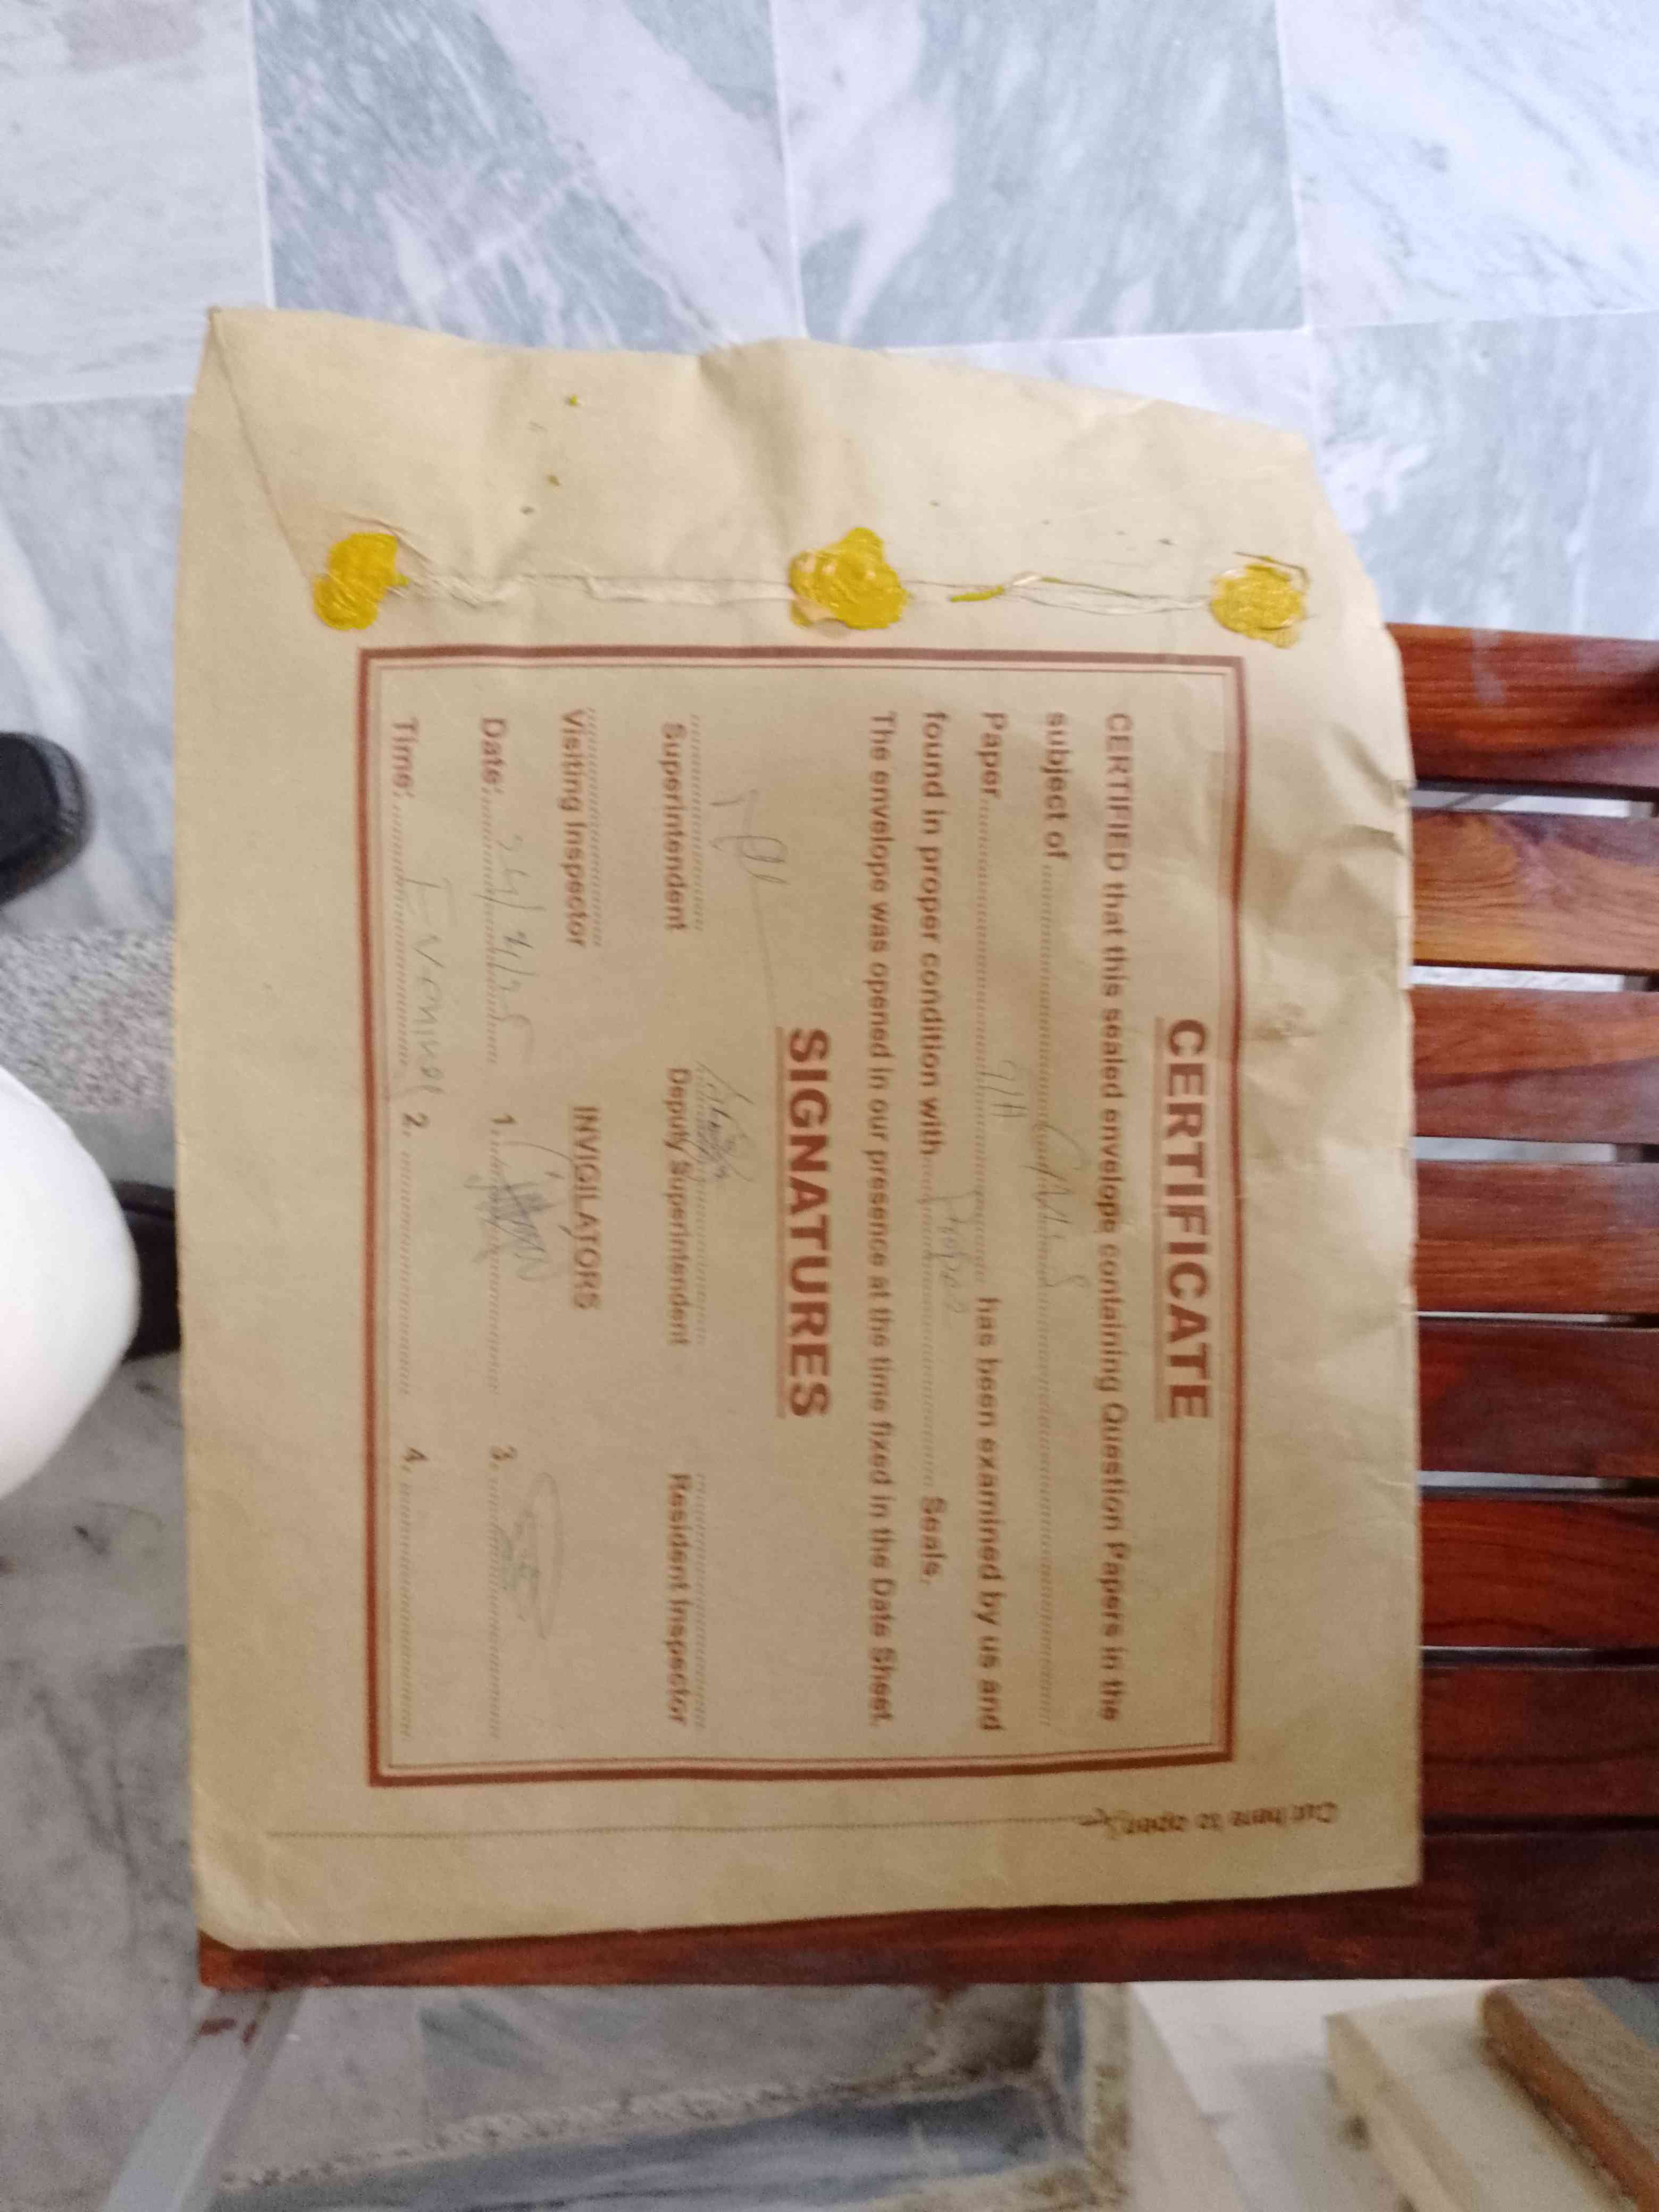 CERTIFICATE
CERTIFIED that this sealed envelope containing Question Papers in the
subject of
Paper has been examined by us and
found in proper condition with Proper Seals.
The envelope was opened in our presence at the time fixed in the Date Sheet.
SIGNATURES
Superintendent Deputy Superintendent Resident Inspector
Visiting Inspector INVIGILATORS
Date: 1. 3.
Time: Evening 2. 4.
Cut here to open